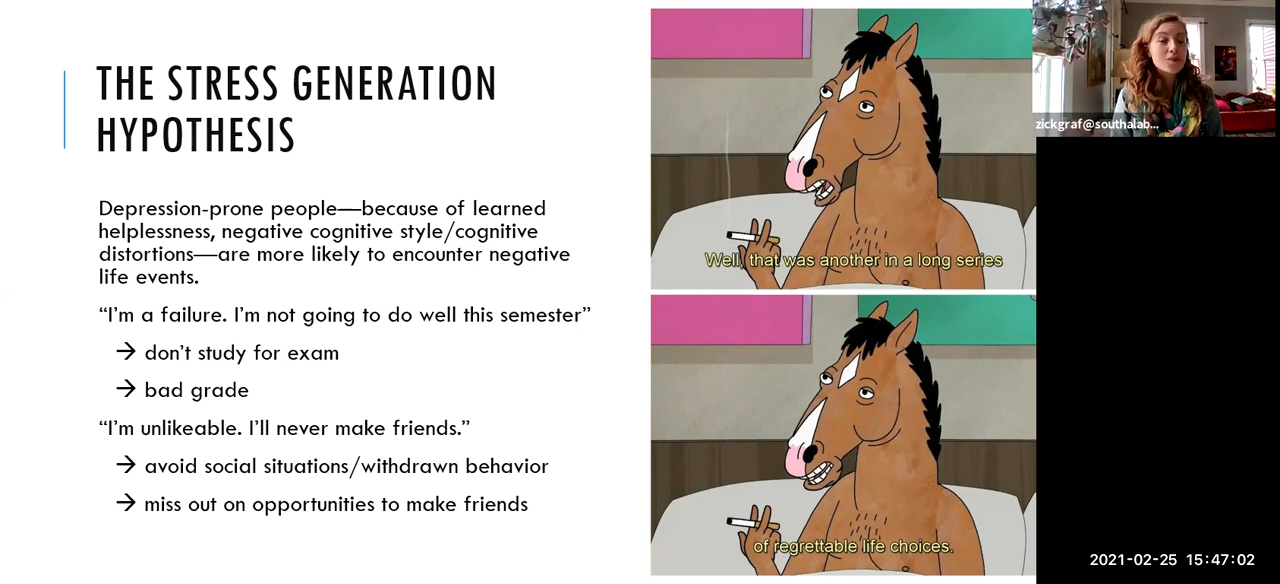 THE STRESS GENERATION
HYPOTHESIS
Depression-prone people—because of learned
helplessness, negative cognitive style/cognitive
distortions—are more likely to encounter negative
life events.
“I’m a failure. I’m not going to do well this semester”
→ don’t study for exam
→ bad grade
“I’m unlikeable. I’ll never make friends.”
→ avoid social situations/withdrawn behavior
→ miss out on opportunities to make friends
Well, that was another in a long series
of regrettable life choices.
zickgraf@southalab...
2021-02-25 15:47:02